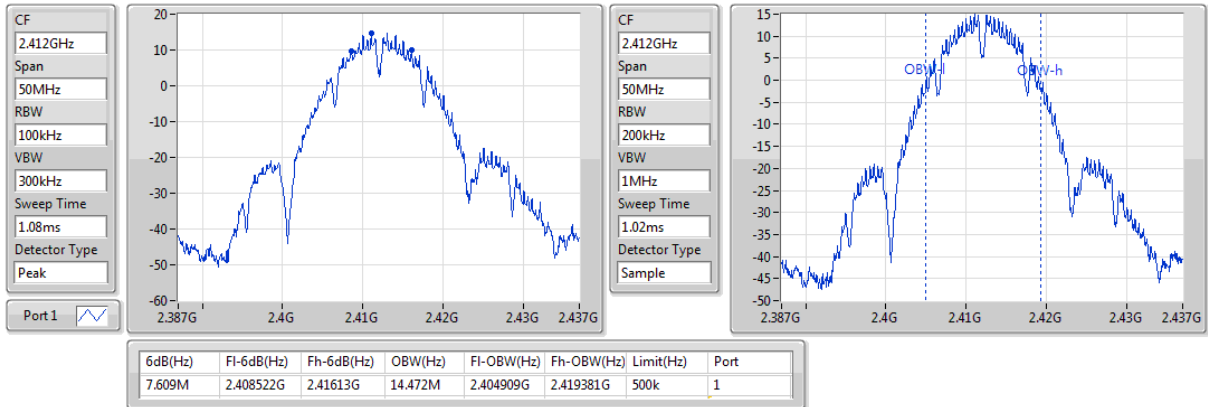 CF
2.412GHz
Span
50MHz
RBW
100kHz
VBW
300kHz
Sweep Time
1.08ms
Detector Type
Peak
Port 1
20
10
0
-10
-20
-30
-40
-50
-60
2.387G 2.4G 2.41G 2.42G 2.43G 2.437G
CF
2.412GHz
Span
50MHz
RBW
200kHz
VBW
1MHz
Sweep Time
1.02ms
Detector Type
Sample
15
10
5
0
-5
-10
-15
-20
-25
-30
-35
-40
-45
-50
OBW-l OBW-h
2.387G 2.4G 2.41G 2.42G 2.43G 2.437G
6dB(Hz) Fl-6dB(Hz) Fh-6dB(Hz) OBW(Hz) Fl-OBW(Hz) Fh-OBW(Hz) Limit(Hz) Port
7.609M 2.408522G 2.41613G 14.472M 2.404909G 2.419381G 500k 1